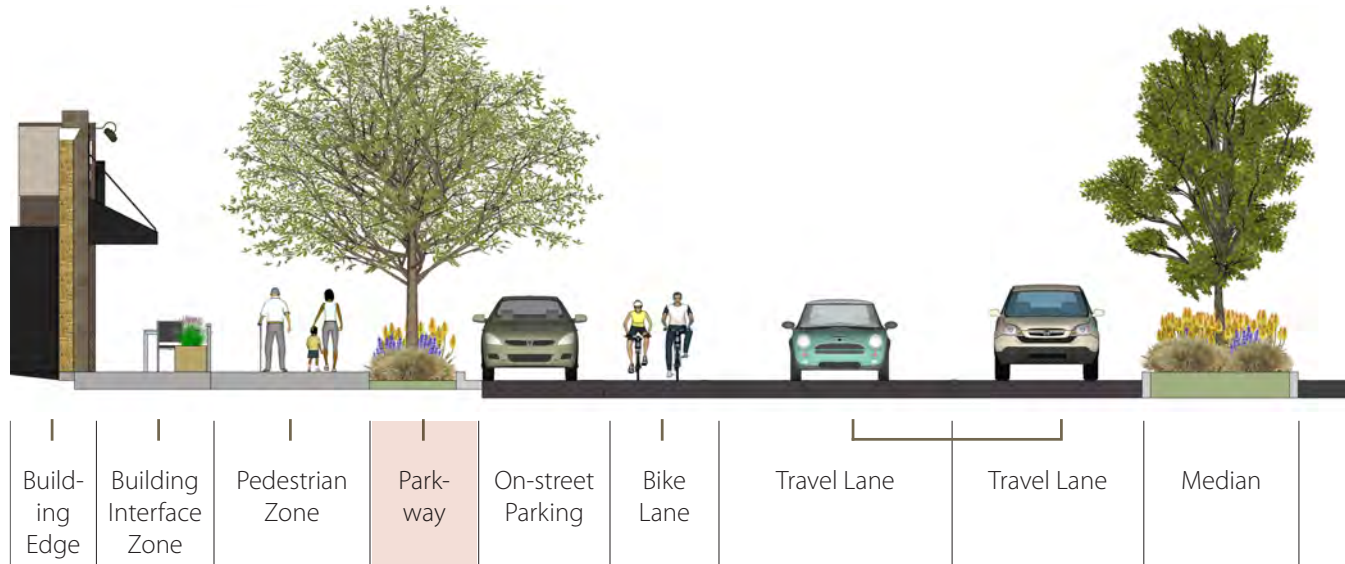 Build-
ing
Edge
Building
Interface
Zone
Pedestrian
Zone
Park-
way
On-street
Parking
Bike
Lane
Travel Lane
Travel Lane
Median